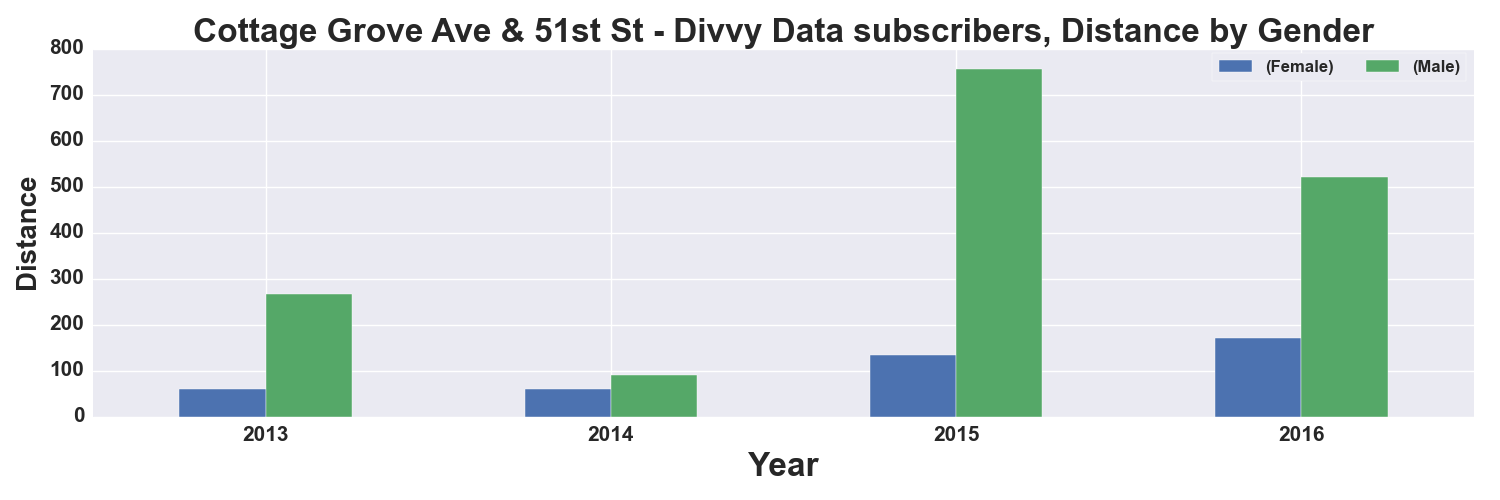 Cottage Grove Ave & 51st St - Divvy Data subscribers, Distance by Gender
(Female) (Male)
Distance
800
700
600
500
400
300
200
100
0
2013 2014 2015 2016
Year